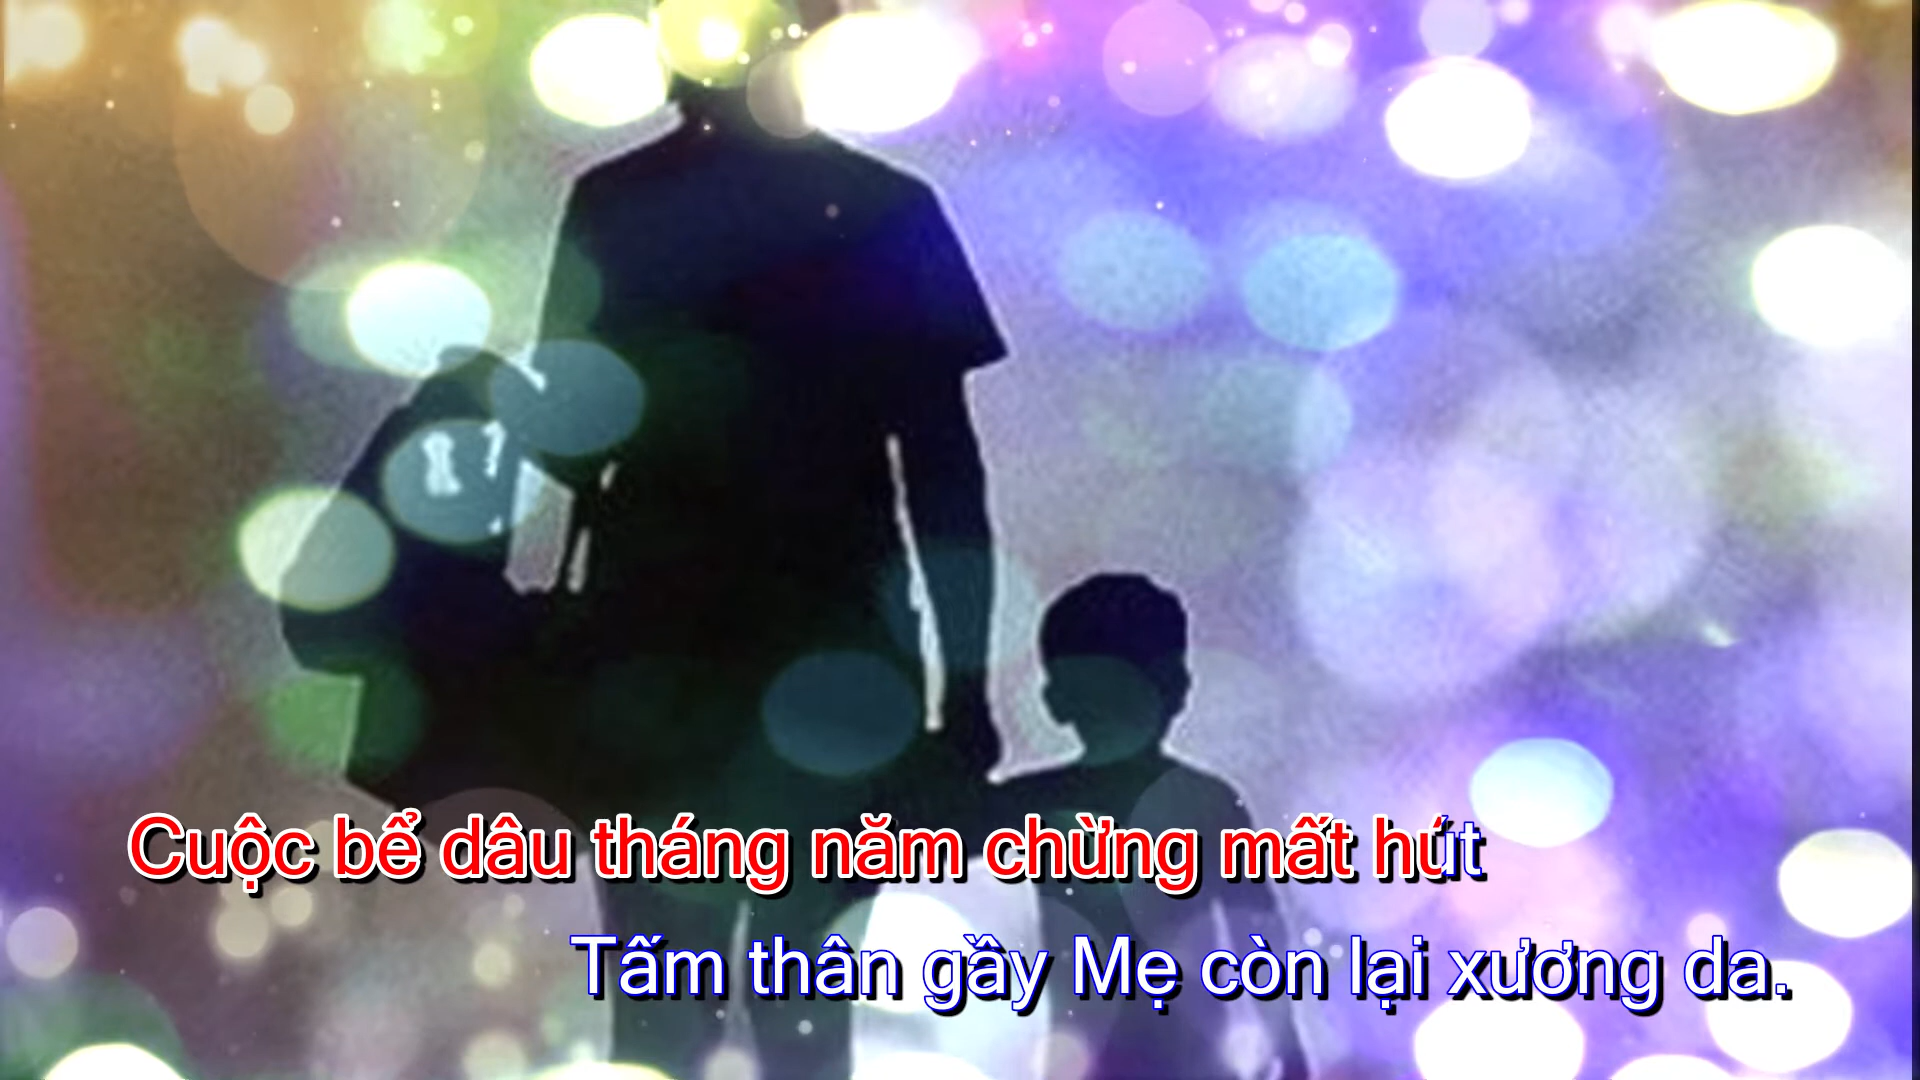 Cuộc bể dâu tháng năm chừng mất hút
Tấm thân gầy Mẹ còn lại xương da.